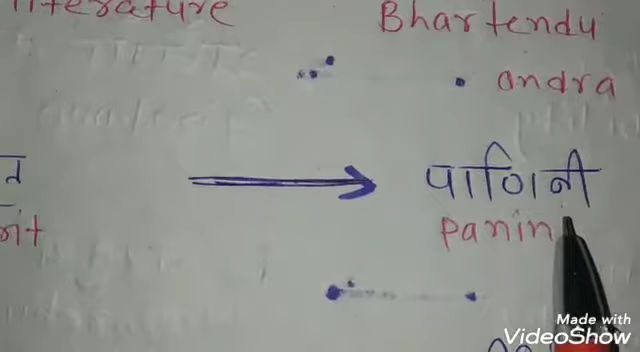 literature Bhartendu
andra
पाणिनी
panin
Made with
VideoShow